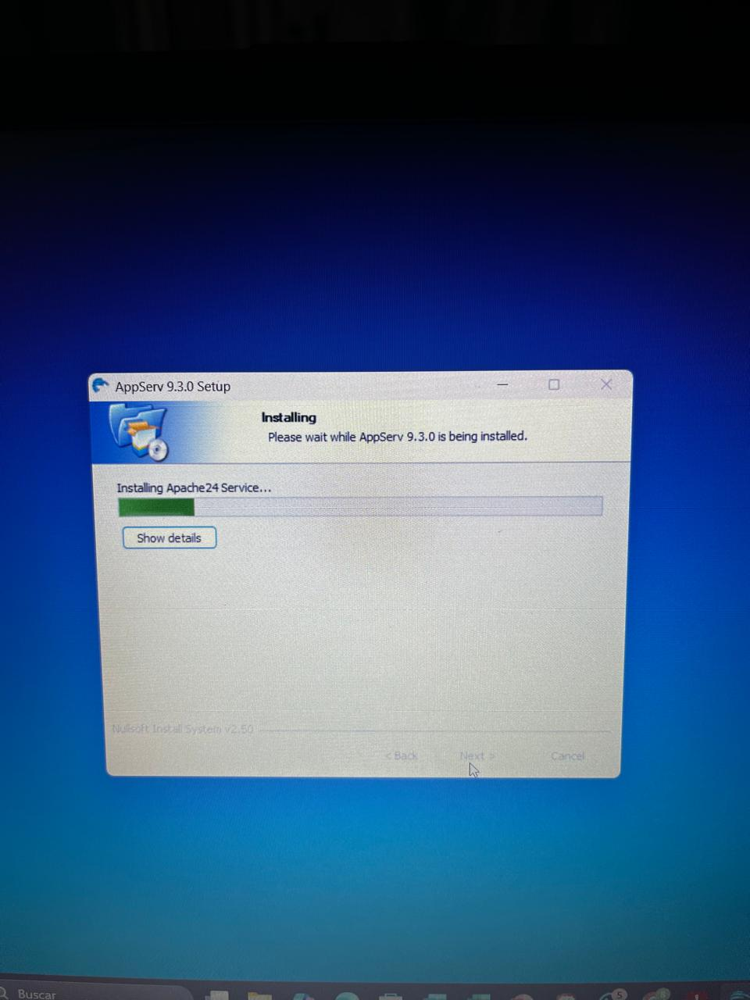 AppServ 9.3.0 Setup
Installing
Please wait while AppServ 9.3.0 is being installed.
Installing Apache24 Service...
Show details
Nullsoft Install System v2.50
< Back
Next >
Cancel
Buscar
5